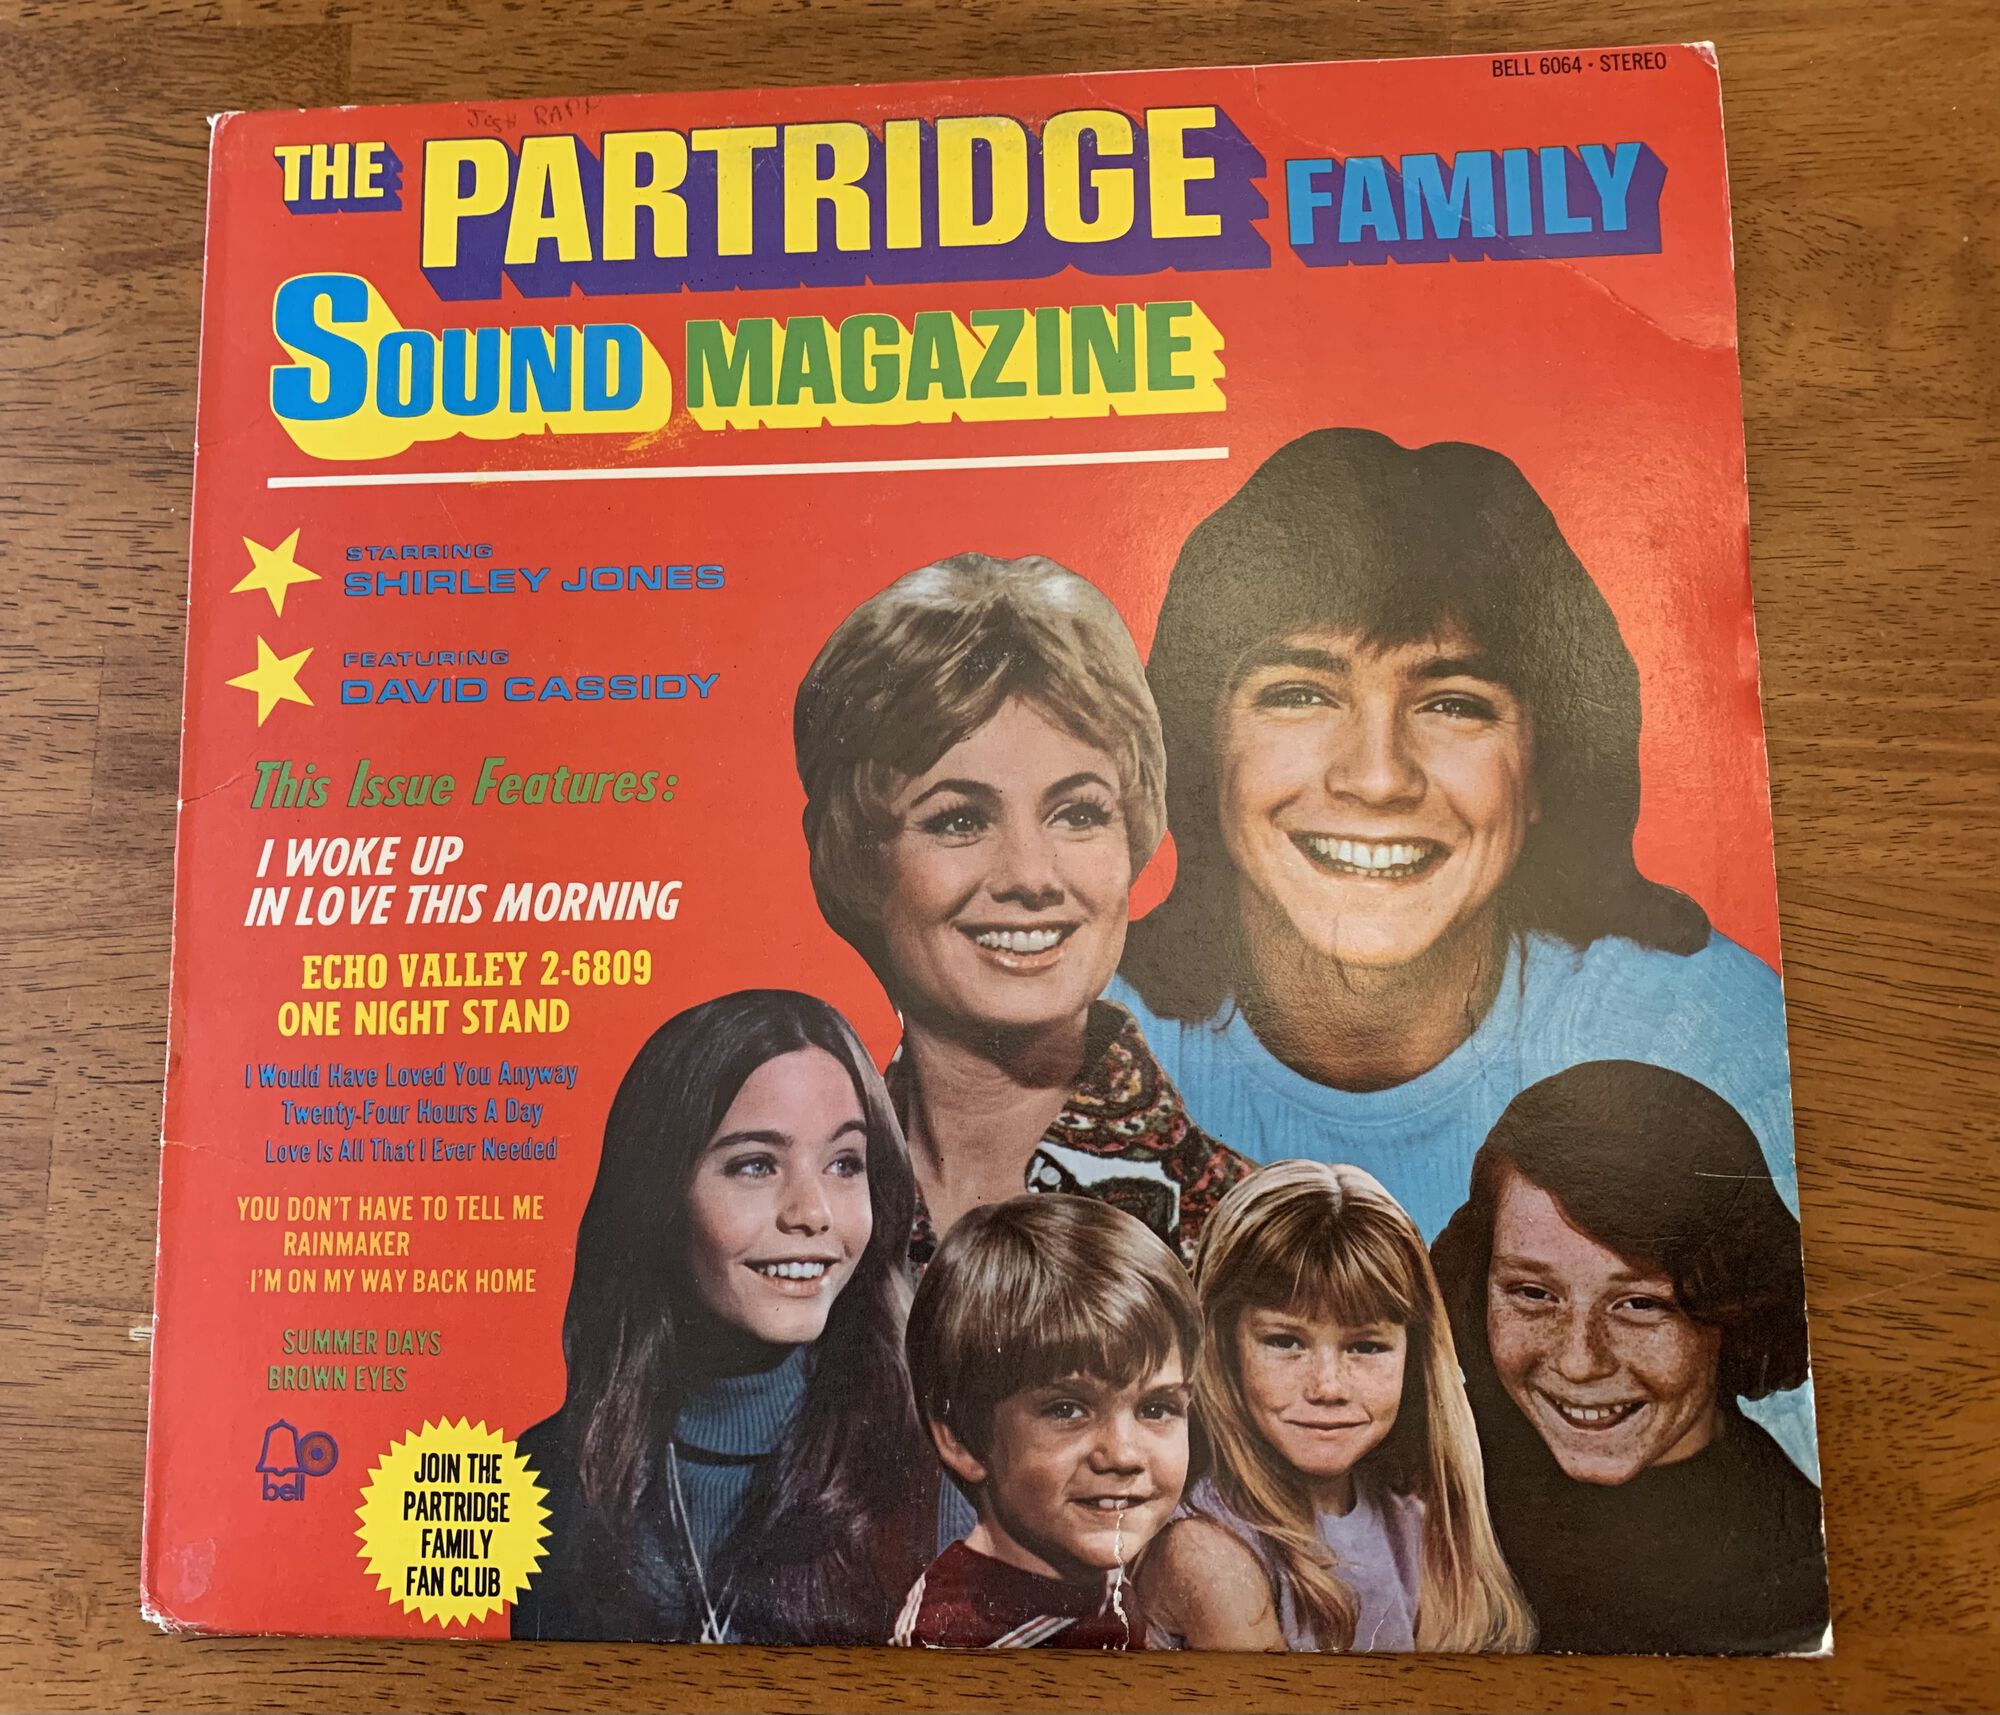 BELL 6064 · STEREO
THE PARTRIDGE FAMILY
SOUND MAGAZINE
STARRING
SHIRLEY JONES
FEATURING
DAVID CASSIDY
This Issue Features:
I WOKE UP
IN LOVE THIS MORNING
ECHO VALLEY 2-6809
ONE NIGHT STAND
I Would Have Loved You Anyway
Twenty-Four Hours A Day
Love Is All That I Ever Needed
YOU DON'T HAVE TO TELL ME
RAINMAKER
I'M ON MY WAY BACK HOME
SUMMER DAYS
BROWN EYES
bell
JOIN THE
PARTRIDGE
FAMILY
FAN CLUB